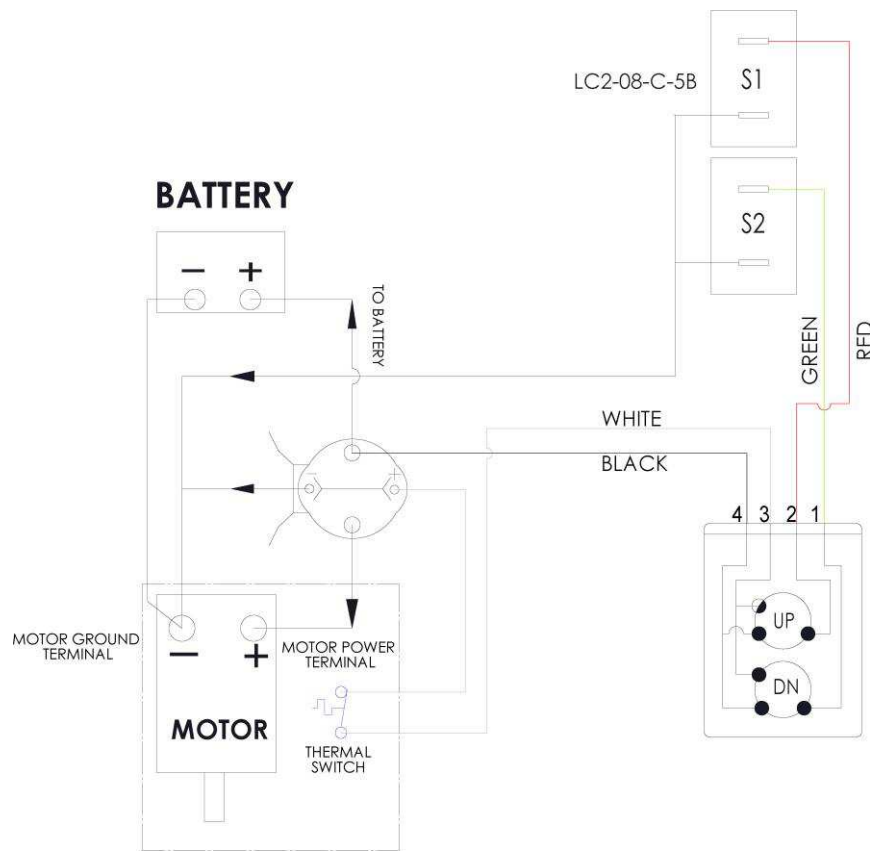 LC2-08-C-5B
S1
S2
BATTERY
− +
TO BATTERY
GREEN
RED
WHITE
BLACK
− +
4 3 2 1
UP
DN
MOTOR GROUND
TERMINAL
− +
MOTOR POWER
TERMINAL
MOTOR
THERMAL
SWITCH